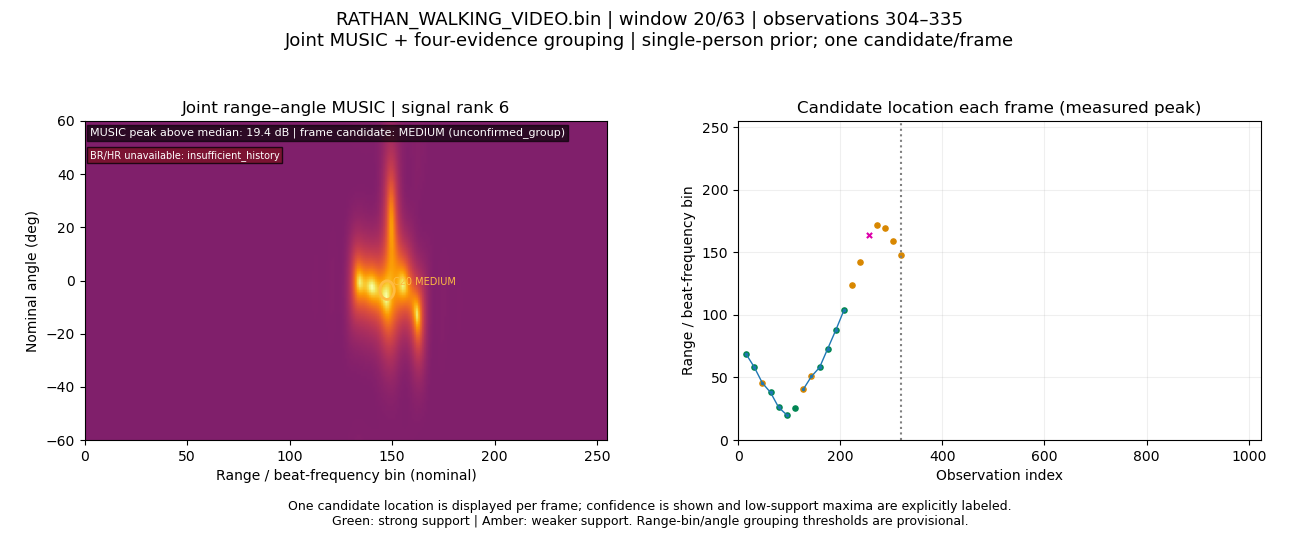 RATHAN_WALKING_VIDEO.bin | window 20/63 | observations 304–335
Joint MUSIC + four-evidence grouping | single-person prior; one candidate/frame
Joint range–angle MUSIC | signal rank 6
MUSIC peak above median: 19.4 dB | frame candidate: MEDIUM (unconfirmed_group)
BR/HR unavailable: insufficient_history
MEDIUM
Nominal angle (deg)
60
40
20
0
−20
−40
−60
0 50 100 150 200 250
Range / beat-frequency bin (nominal)
Candidate location each frame (measured peak)
Range / beat-frequency bin
250
200
150
100
50
0
0 200 400 600 800 1000
Observation index
One candidate location is displayed per frame; confidence is shown and low-support maxima are explicitly labeled.
Green: strong support | Amber: weaker support. Range-bin/angle grouping thresholds are provisional.